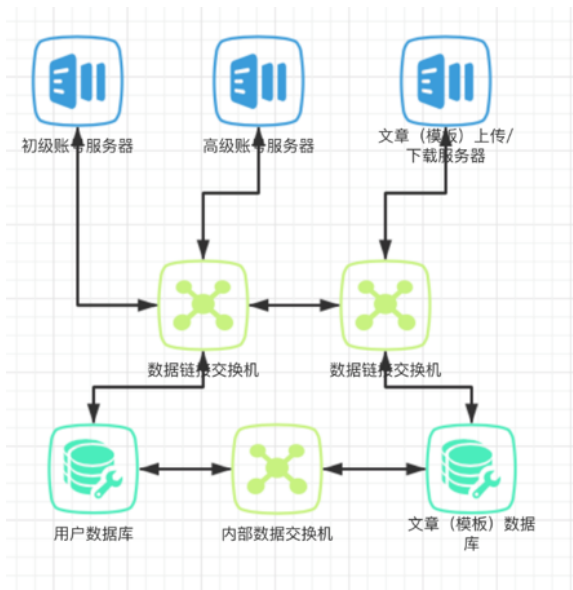 初级账号服务器
高级账号服务器
文章（模板）上传/
下载服务器
数据链接交换机
数据链接交换机
用户数据库
内部数据交换机
文章（模板）数据
库